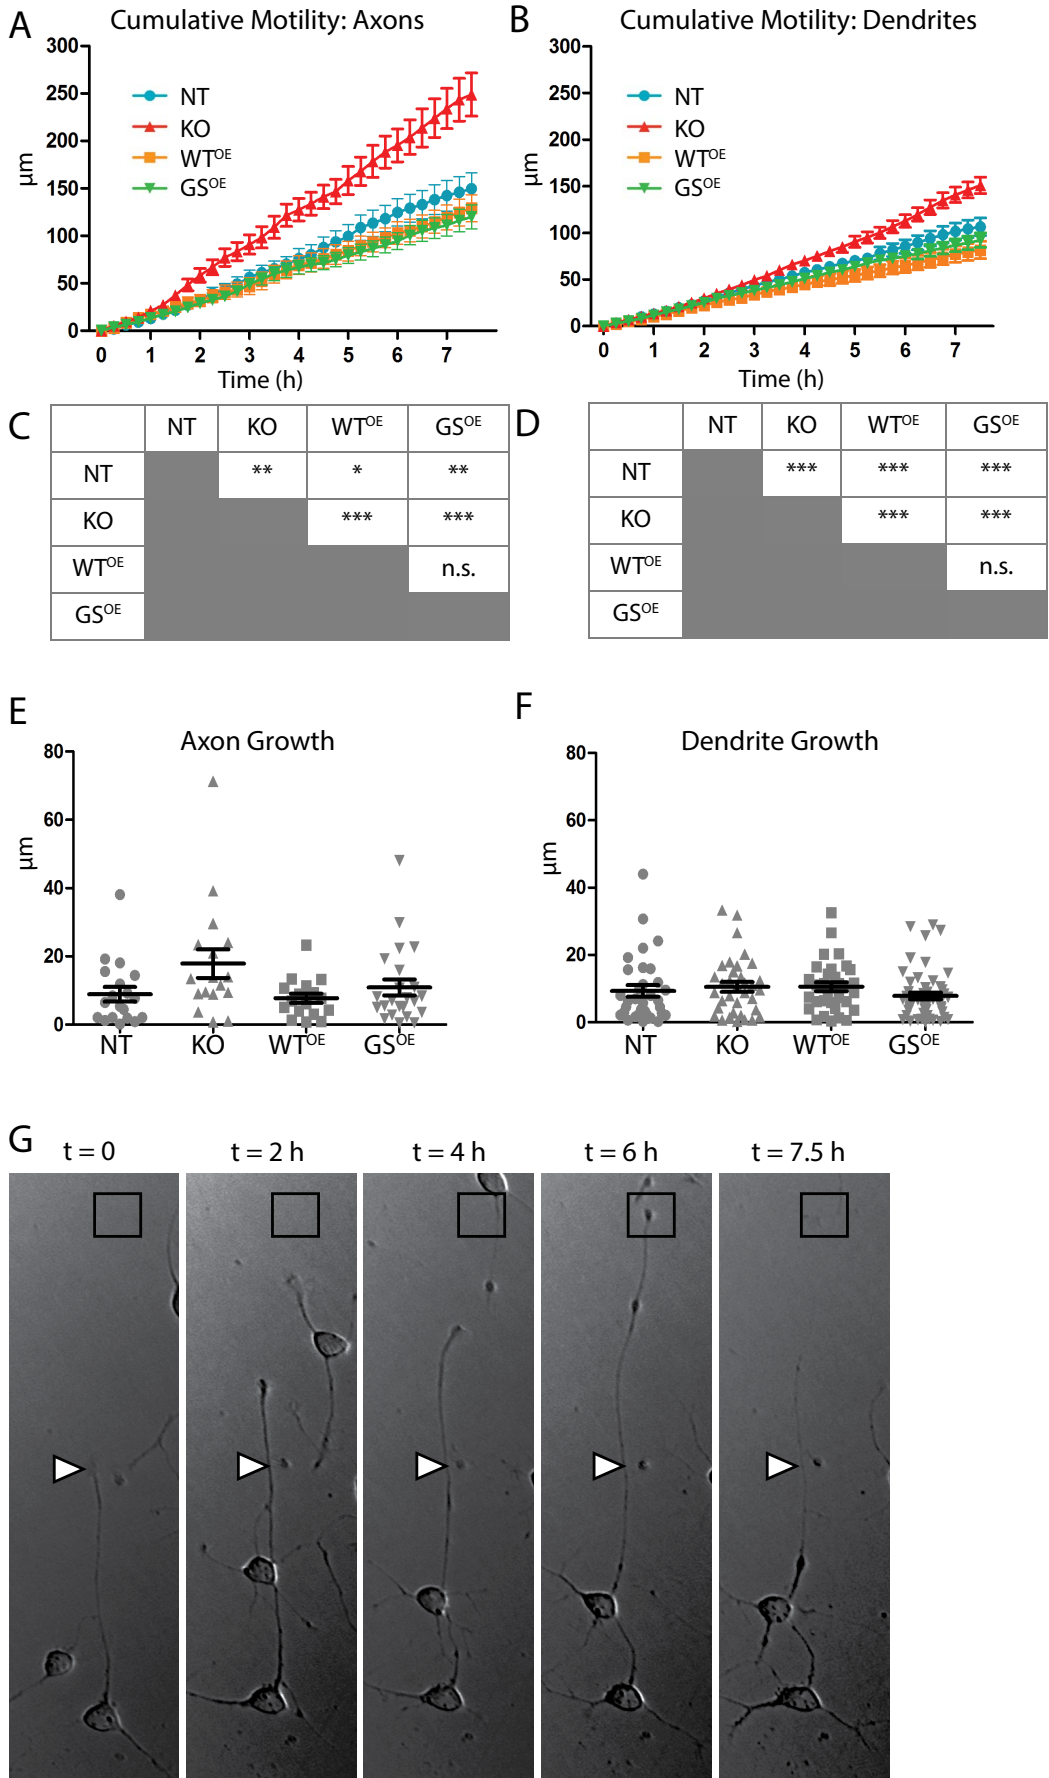 A Cumulative Motility: Axons
300
250
200
150
100
50
0
µm
NT
KO
WTOE
GSOE
0 1 2 3 4 5 6 7
Time (h)
B Cumulative Motility: Dendrites
300
250
200
150
100
50
0
µm
NT
KO
WTOE
GSOE
0 1 2 3 4 5 6 7
Time (h)
C
NT KO WTOE GSOE
NT ** * **
KO *** ***
WTOE n.s.
GSOE
D
NT KO WTOE GSOE
NT *** *** ***
KO *** ***
WTOE n.s.
GSOE
E
Axon Growth
80
60
40
20
0
µm
NT KO WTOE GSOE
F
Dendrite Growth
80
60
40
20
0
µm
NT KO WTOE GSOE
G
t = 0 t = 2 h t = 4 h t = 6 h t = 7.5 h